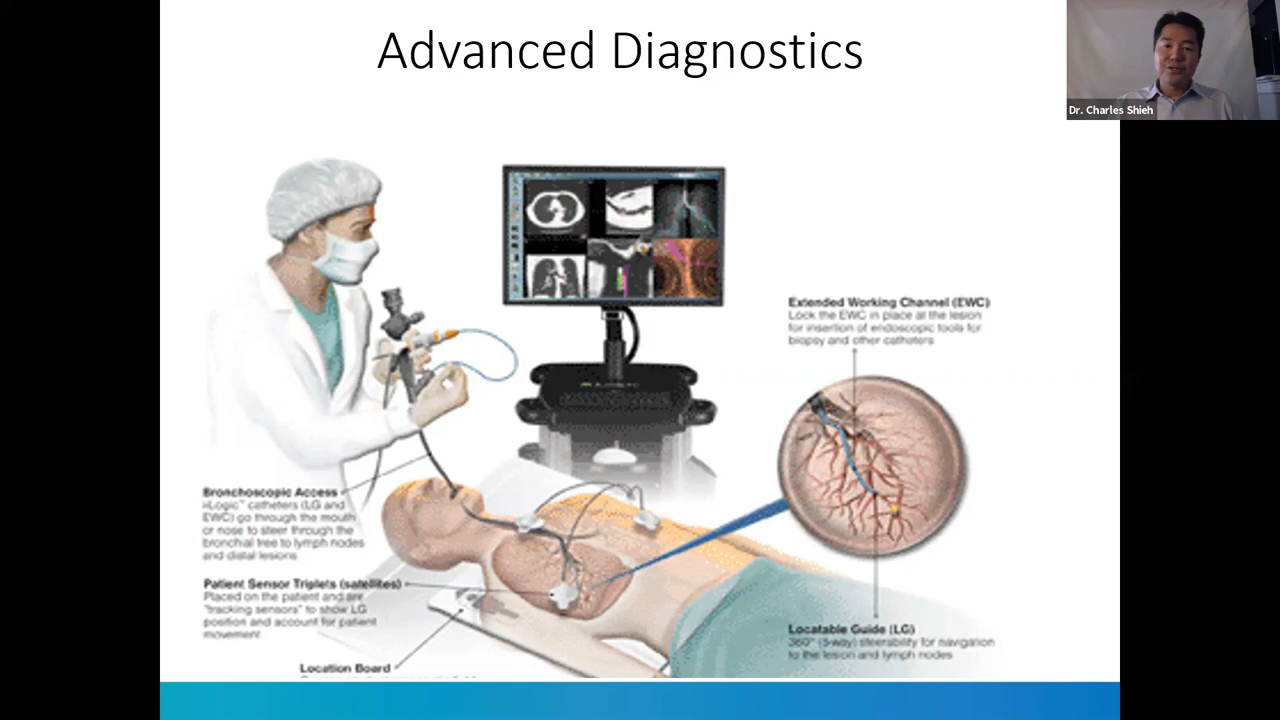 Advanced Diagnostics
Dr. Charles Shieh
Extended Working Channel (EWC)
Lock the EWC in place at the lesion
for insertion of endoscopic tools for
biopsy and other catheters
Bronchoscopic Access
i-Logic™ catheters (LG and
EWC) go through the mouth
or nose to steer through the
bronchial tree to lymph nodes
and distal lesions
Patient Sensor Triplets (satellites)
Placed on the patient and are
"tracking sensors" to show LG
position and account for patient
movement
Location Board
Locatable Guide (LG)
360° (8-way) steerability for navigation
to the lesion and lymph nodes